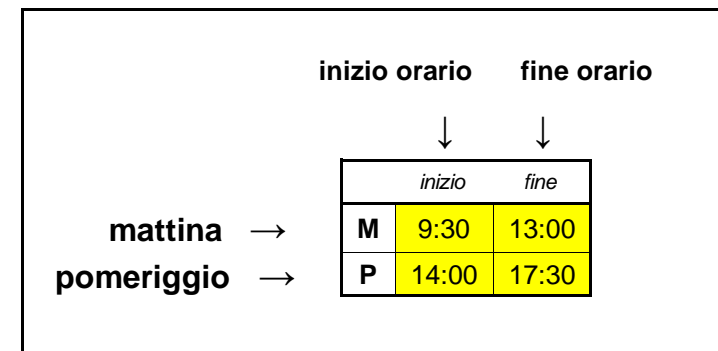 inizio orario fine orario
↓ ↓
inizio fine
mattina → M 9:30 13:00
pomeriggio → P 14:00 17:30